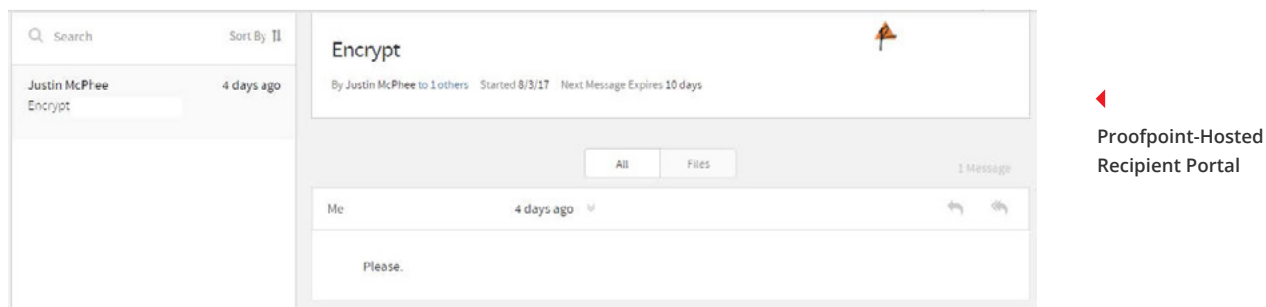 Search Sort By
Justin McPhee 4 days ago
Encrypt
Encrypt
By Justin McPhee to 1 others Started 8/3/17 Next Message Expires 10 days
All Files
1 Message
Me 4 days ago
Please.
Proofpoint-Hosted
Recipient Portal